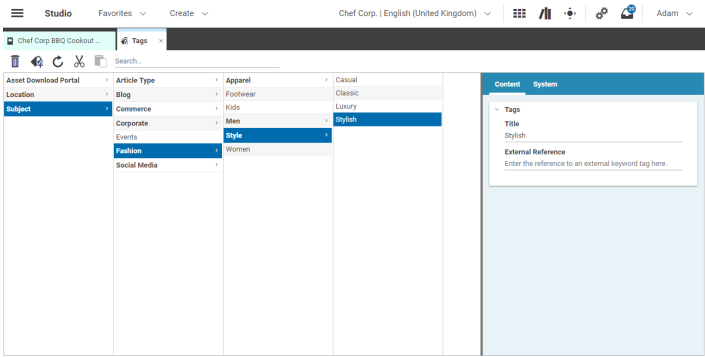 Studio Favorites Create Chef Corp. | English (United Kingdom) 20 Adam
Chef Corp BBQ Cookout ... Tags ×
Search...
Asset Download Portal
Location
Subject
Article Type
Blog
Commerce
Corporate
Events
Fashion
Social Media
Apparel
Footwear
Kids
Men
Style
Women
Casual
Classic
Luxury
Stylish
Content System
Tags
Title
Stylish
External Reference
Enter the reference to an external keyword tag here.